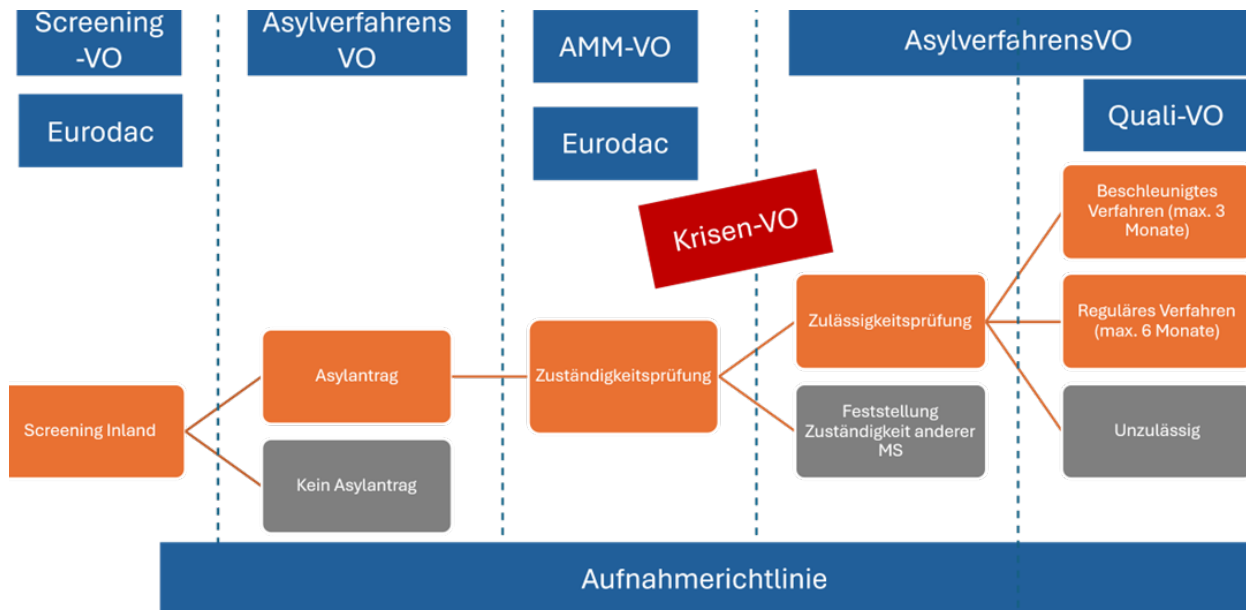 Screening
-VO
Asylverfahrens
VO
AMM-VO
AsylverfahrensVO
Eurodac
Eurodac
Quali-VO
Krisen-VO
Beschleunigtes
Verfahren (max. 3
Monate)
Zulässigkeitsprüfung
Reguläres Verfahren
(max. 6 Monate)
Asylantrag
Zuständigkeitsprüfung
Screening Inland
Feststellung
Zuständigkeit anderer
MS
Unzulässig
Kein Asylantrag
Aufnahmerichtlinie